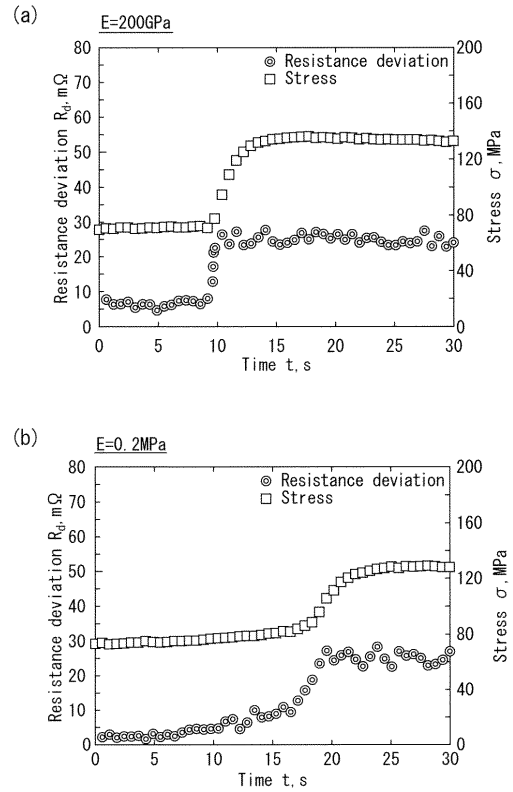 (a)
E=200GPa
Resistance deviation
Stress
Resistance deviation Rd, mΩ
80
70
60
50
40
30
20
10
0
200
160
120
80
40
0
Stress σ, MPa
0 5 10 15 20 25 30
Time t, s
(b)
E=0.2MPa
Resistance deviation
Stress
Resistance deviation Rd, mΩ
80
70
60
50
40
30
20
10
0
200
160
120
80
40
0
Stress σ, MPa
0 5 10 15 20 25 30
Time t, s